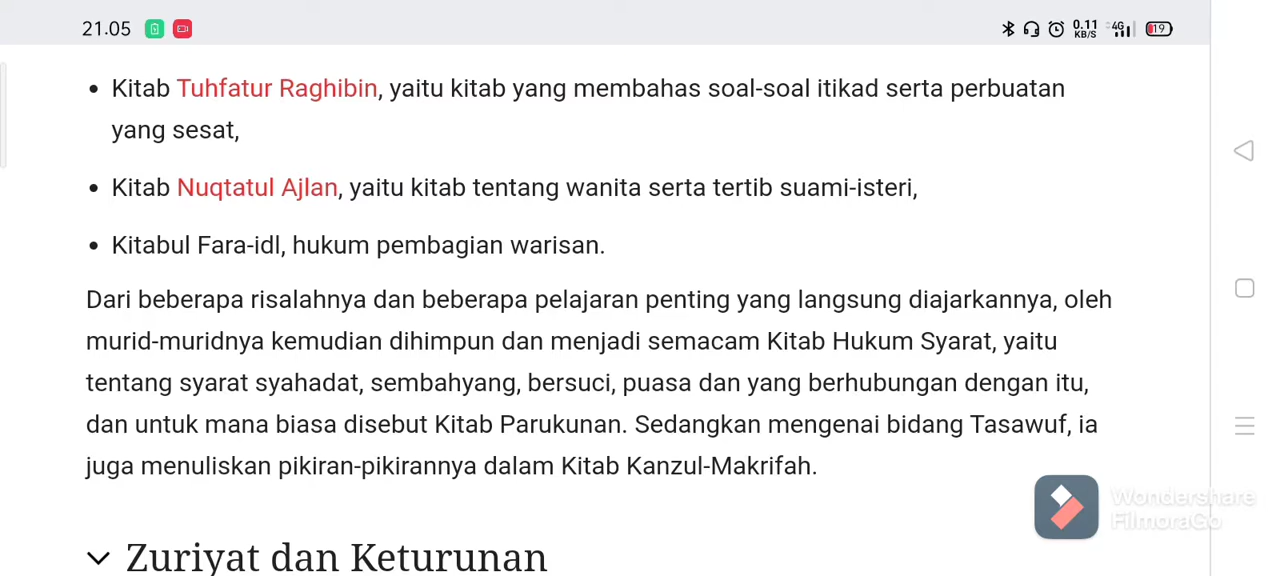 21.05 0.11 KB/S 4G 19
• Kitab Tuhfatur Raghibin, yaitu kitab yang membahas soal-soal itikad serta perbuatan
yang sesat,
• Kitab Nuqtatul Ajlan, yaitu kitab tentang wanita serta tertib suami-isteri,
• Kitabul Fara-idl, hukum pembagian warisan.
Dari beberapa risalahnya dan beberapa pelajaran penting yang langsung diajarkannya, oleh
murid-muridnya kemudian dihimpun dan menjadi semacam Kitab Hukum Syarat, yaitu
tentang syarat syahadat, sembahyang, bersuci, puasa dan yang berhubungan dengan itu,
dan untuk mana biasa disebut Kitab Parukunan. Sedangkan mengenai bidang Tasawuf, ia
juga menuliskan pikiran-pikirannya dalam Kitab Kanzul-Makrifah.
Wondershare
FilmoraGo
Zuriyat dan Keturunan